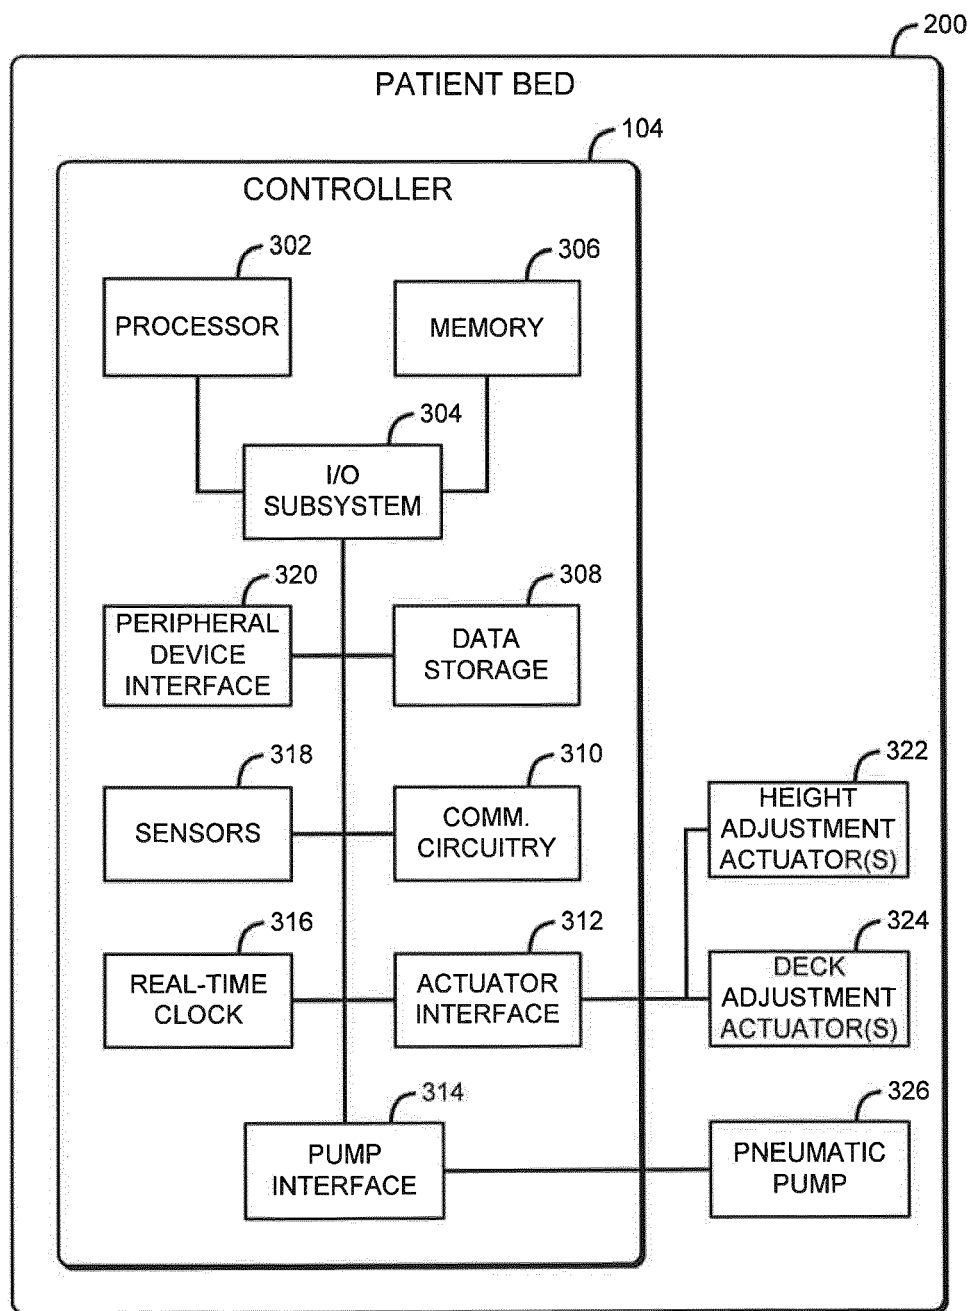 200
PATIENT BED
104
CONTROLLER
302
PROCESSOR
306
MEMORY
304
I/O
SUBSYSTEM
320
PERIPHERAL
DEVICE
INTERFACE
308
DATA
STORAGE
318
SENSORS
310
COMM.
CIRCUITRY
322
HEIGHT
ADJUSTMENT
ACTUATOR(S)
316
REAL-TIME
CLOCK
312
ACTUATOR
INTERFACE
324
DECK
ADJUSTMENT
ACTUATOR(S)
314
PUMP
INTERFACE
326
PNEUMATIC
PUMP